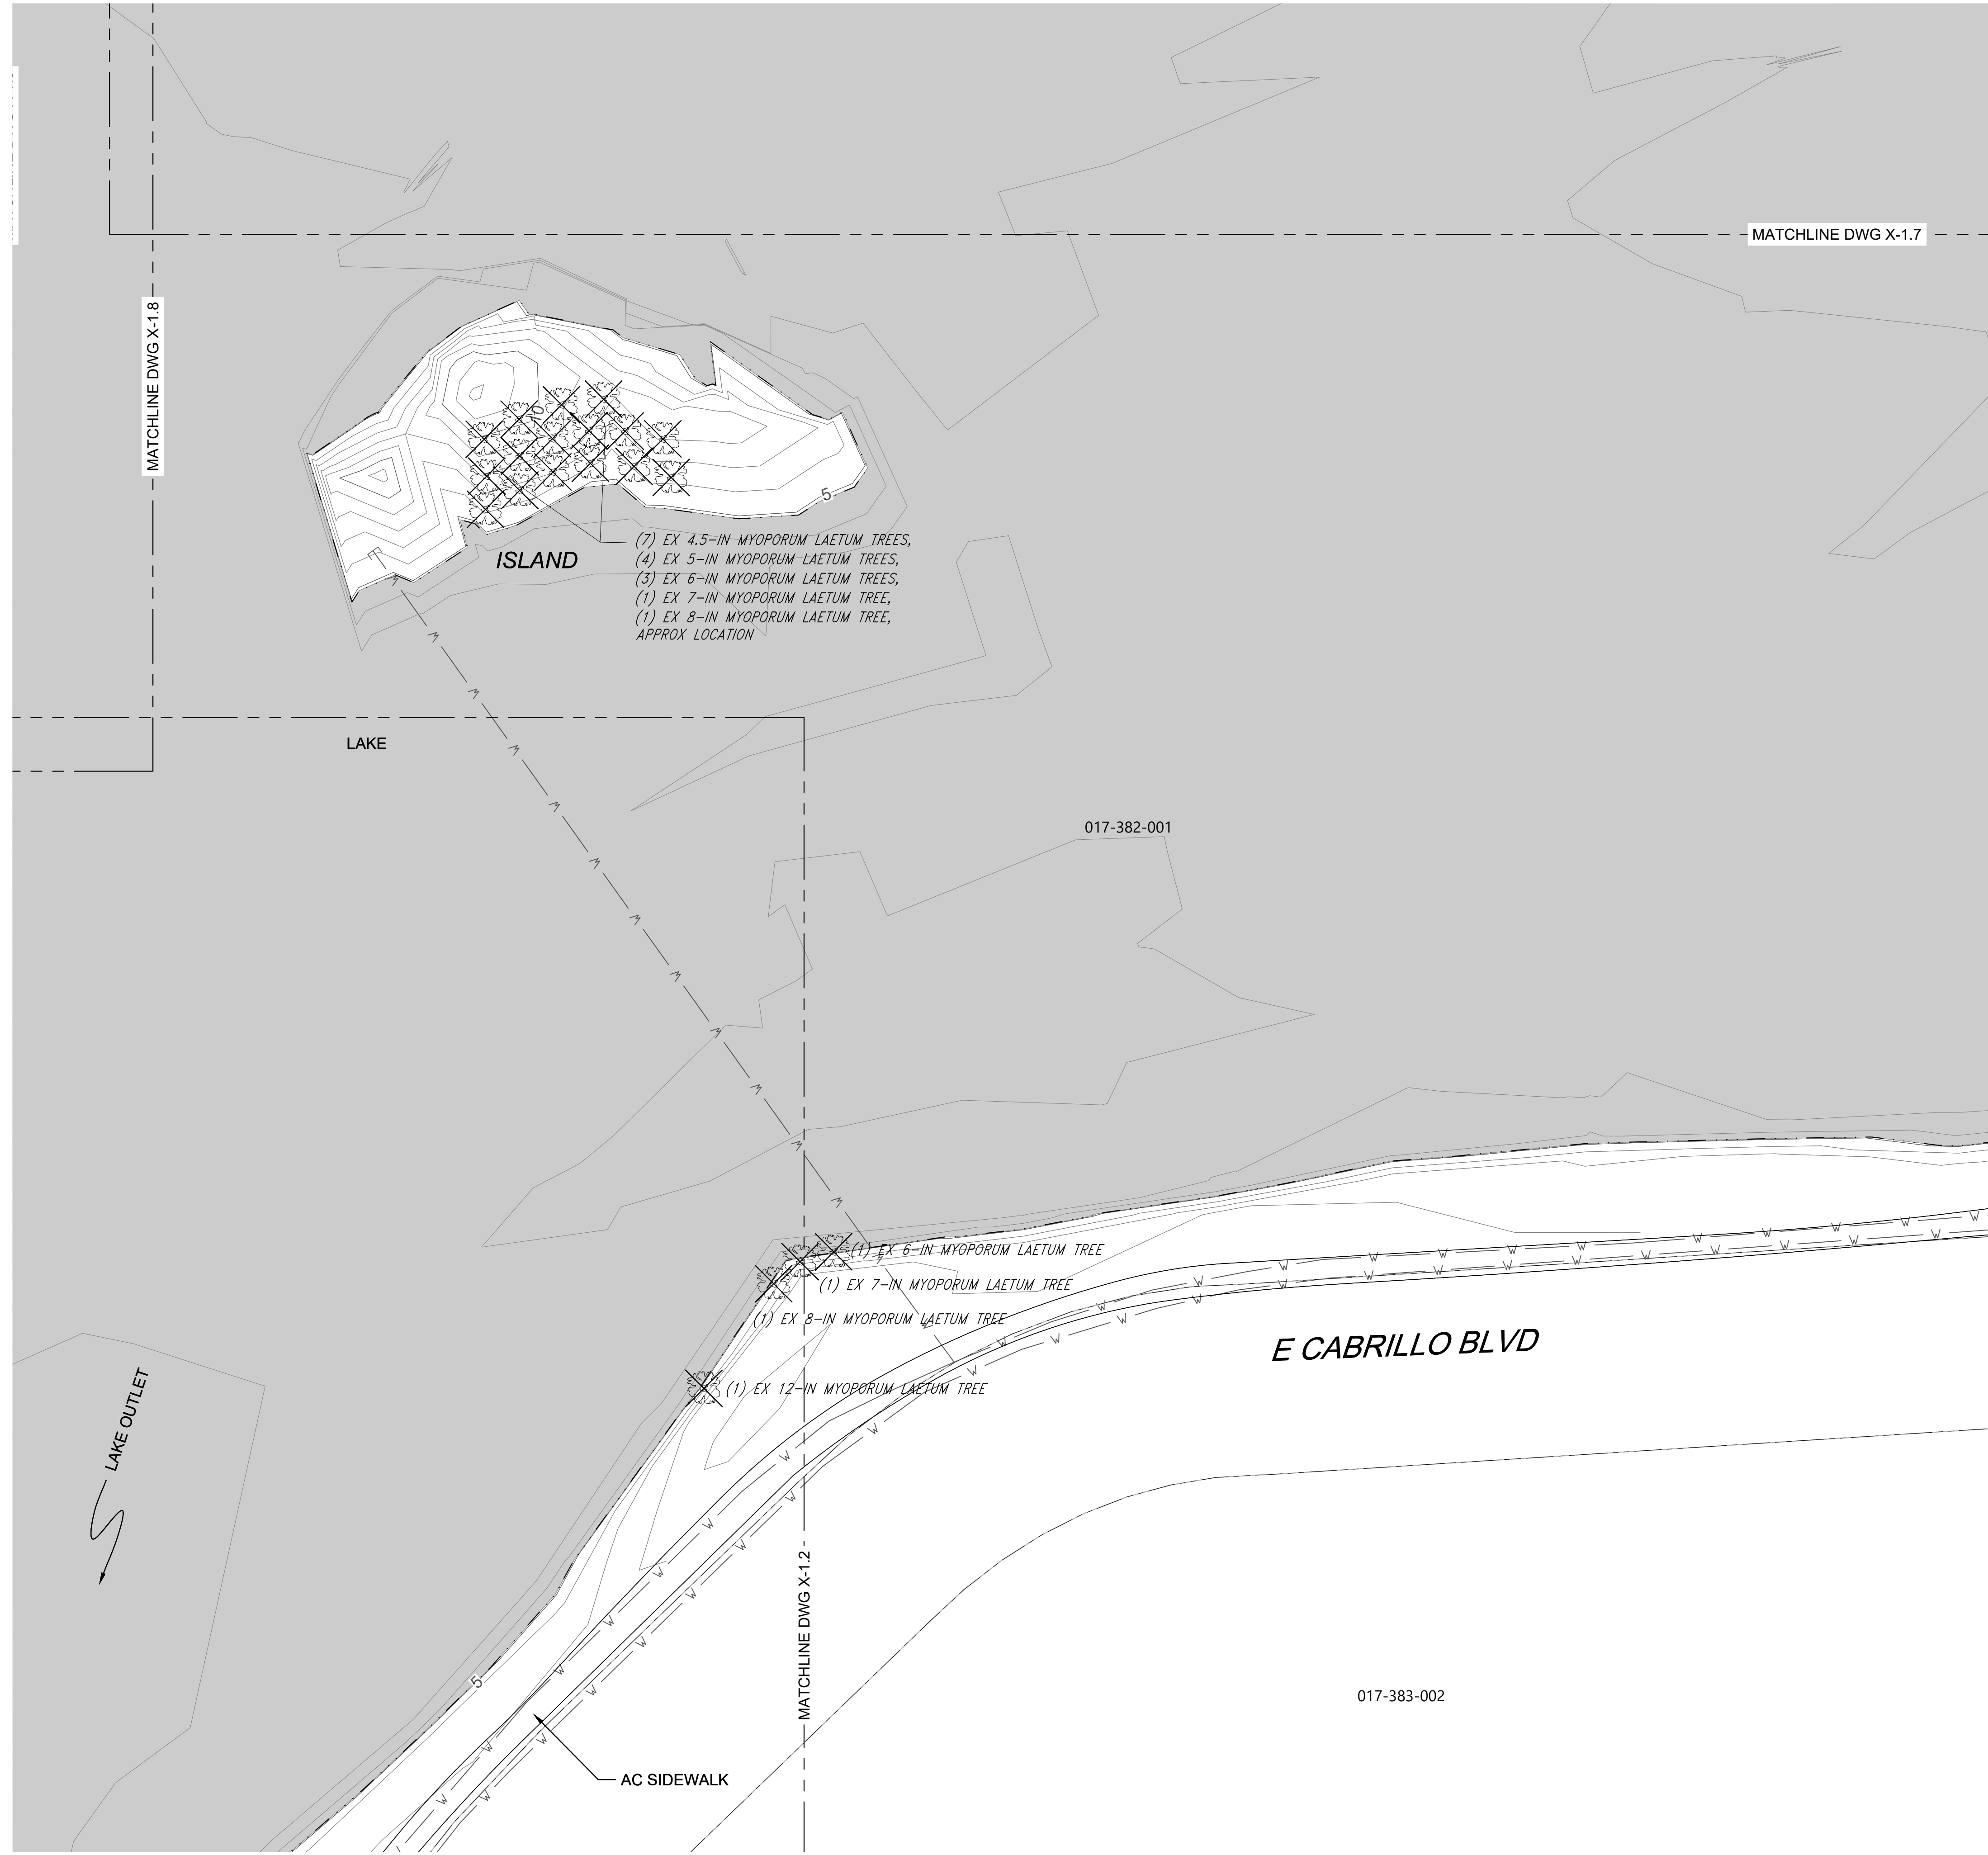 MATCHLINE DWG X-1.7
MATCHLINE DWG X-1.8
10
5
ISLAND
(7) EX 4.5-IN MYOPORUM LAETUM TREES,
(4) EX 5-IN MYOPORUM LAETUM TREES,
(3) EX 6-IN MYOPORUM LAETUM TREES,
(1) EX 7-IN MYOPORUM LAETUM TREE,
(1) EX 8-IN MYOPORUM LAETUM TREE,
APPROX LOCATION
LAKE
017-382-001
(1) EX 6-IN MYOPORUM LAETUM TREE
(1) EX 7-IN MYOPORUM LAETUM TREE
(1) EX 8-IN MYOPORUM LAETUM TREE
E CABRILLO BLVD
(1) EX 12-IN MYOPORUM LAETUM TREE
LAKE OUTLET
MATCHLINE DWG X-1.2
5
017-383-002
AC SIDEWALK